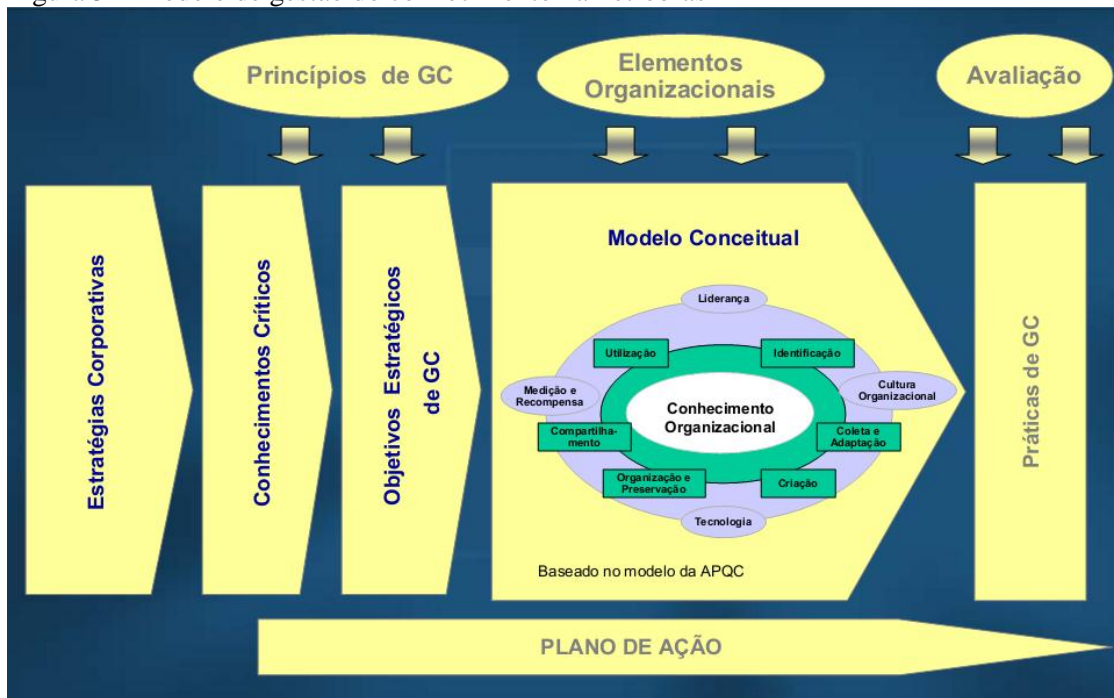 Princípios de GC
Elementos
Organizacionais
Avaliação
Estratégias Corporativas
Conhecimentos Críticos
Objetivos Estratégicos
de GC
Modelo Conceitual
Liderança
Utilização
Identificação
Medição e
Recompensa
Cultura
Organizacional
Conhecimento
Organizacional
Compartilha-
mento
Coleta e
Adaptação
Organização e
Preservação
Criação
Tecnologia
Baseado no modelo da APQC
Práticas de GC
PLANO DE AÇÃO